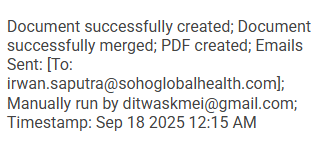 Document successfully created; Document
successfully merged; PDF created; Emails
Sent: [To:
irwan.saputra@sohoglobalhealth.com];
Manually run by ditwaskmei@gmail.com;
Timestamp: Sep 18 2025 12:15 AM